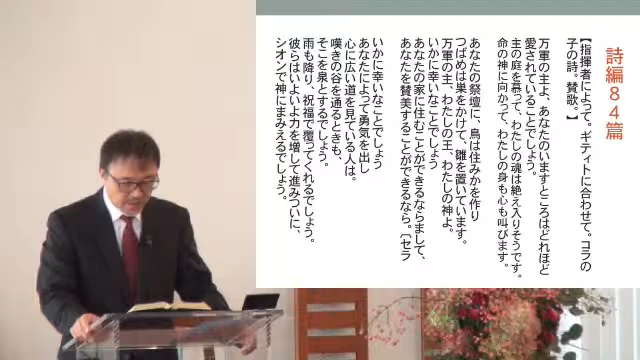 詩編８４篇
【指揮者によって。ギティトに合わせて。コラの
子の詩。賛歌。】
万軍の主よ、あなたのいますところはどれほど
愛されていることでしょう。
主の庭を慕って、わたしの魂は絶え入りそうです。
命の神に向かって、わたしの身も心も叫びます。
あなたの祭壇に、鳥は住みかを作り
つばめは巣をかけて、雛を置いています。
万軍の主、わたしの王、わたしの神よ。
いかに幸いなことでしょう
あなたの家に住むことができるならまして、
あなたを賛美することができるなら。〔セラ
いかに幸いなことでしょう
あなたによって勇気を出し
心に広い道を見ている人は。
嘆きの谷を通るときも、
そこを泉とするでしょう。
雨も降り、祝福で覆ってくれるでしょう。
彼らはいよいよ力を増して進みついに、
シオンで神にまみえるでしょう。